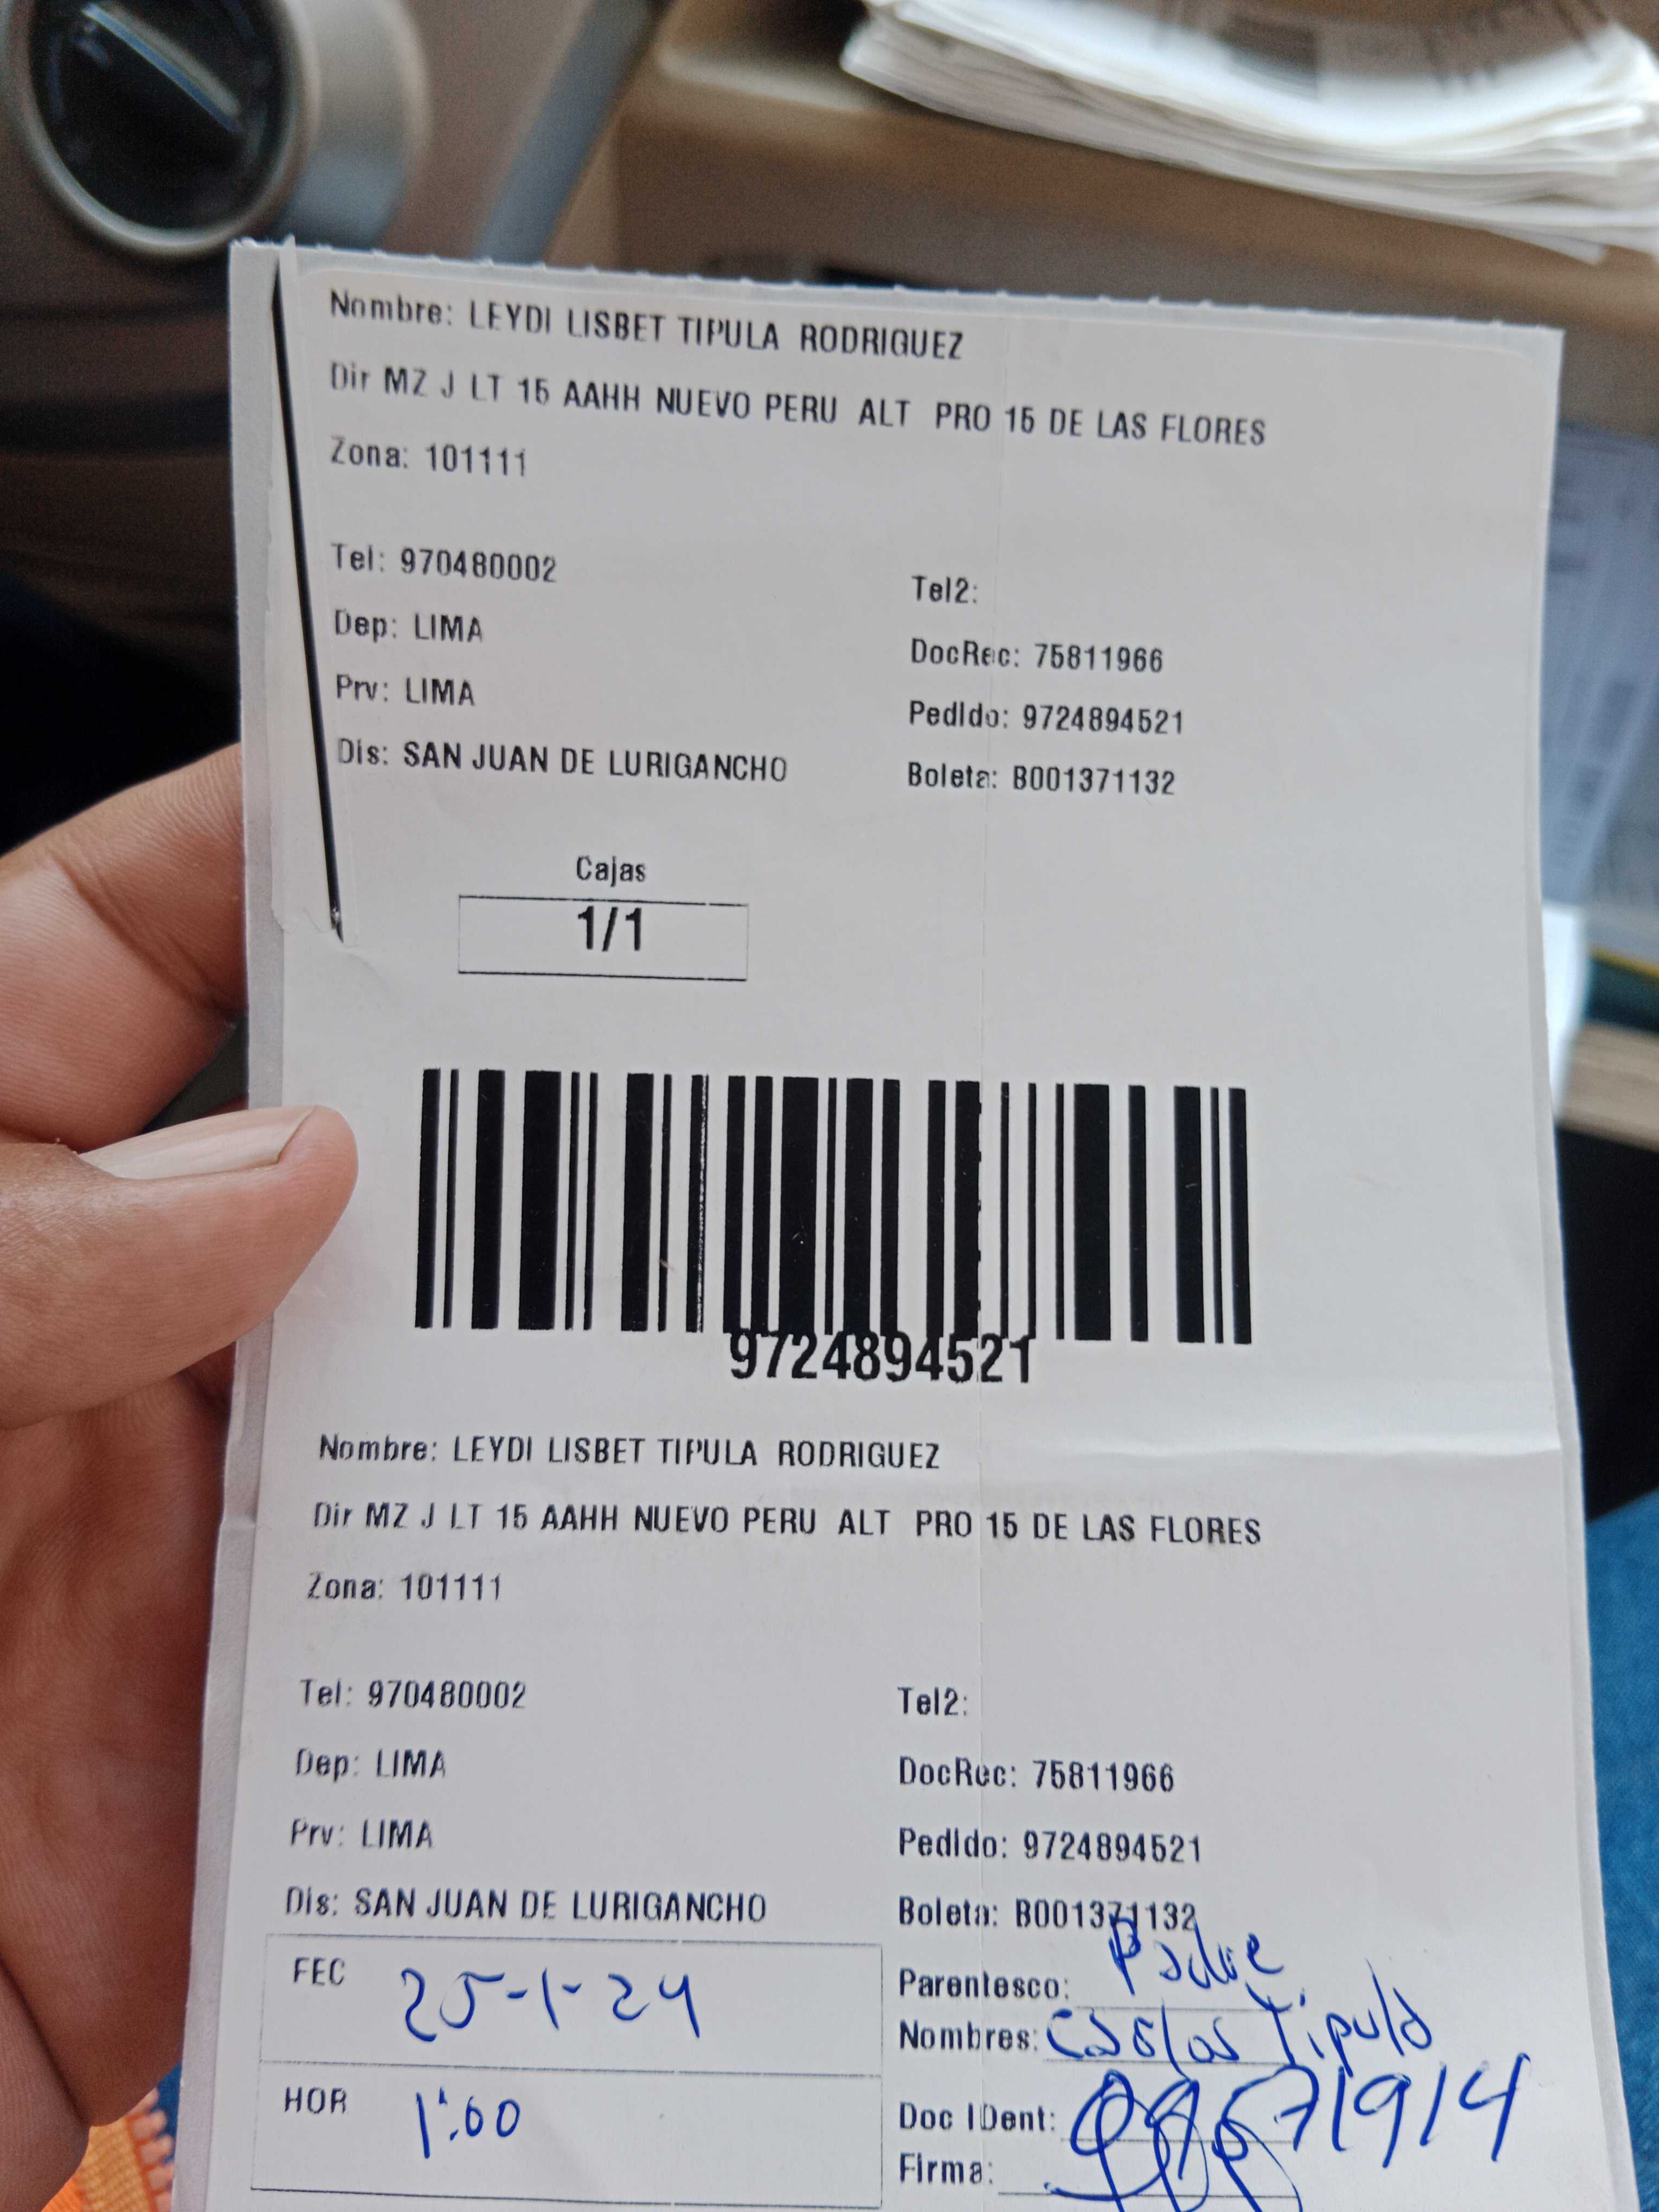 Nombre: LEYDI LISBET TIPULA RODRIGUEZ
Dir MZ J LT 15 AAHH NUEVO PERU ALT PRO 15 DE LAS FLORES
Zona: 101111
Tel: 970480002
Tel2:
Dep: LIMA
DocRec: 75811966
Prv: LIMA
PedIdo: 9724894521
Dis: SAN JUAN DE LURIGANCHO
Boleta: B001371132
Cajas
1/1
9724894521
Nombre: LEYDI LISBET TIPULA RODRIGUEZ
Dir MZ J LT 15 AAHH NUEVO PERU ALT PRO 15 DE LAS FLORES
Zona: 101111
Tel: 970480002
Tel2:
Dep: LIMA
DocRec: 75811966
Prv: LIMA
PedIdo: 9724894521
Dis: SAN JUAN DE LURIGANCHO
Boleta: B001371132
FEC 25-1-24
Parentesco: Padre
Nombres: Carlos Tipula
HOR 1:00
Doc IDent:
Firma: